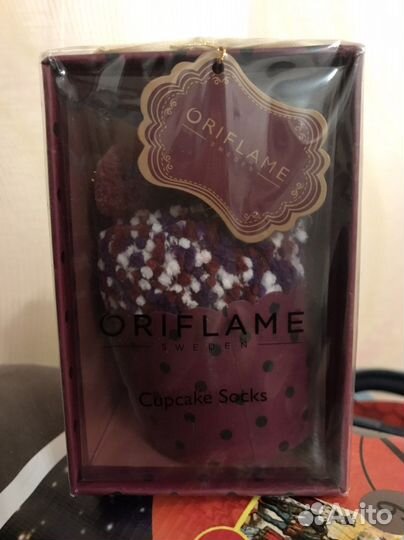 ORIFLAME
SWEDEN
ORIFLAME
SWEDEN
Cupcake Socks
Avito